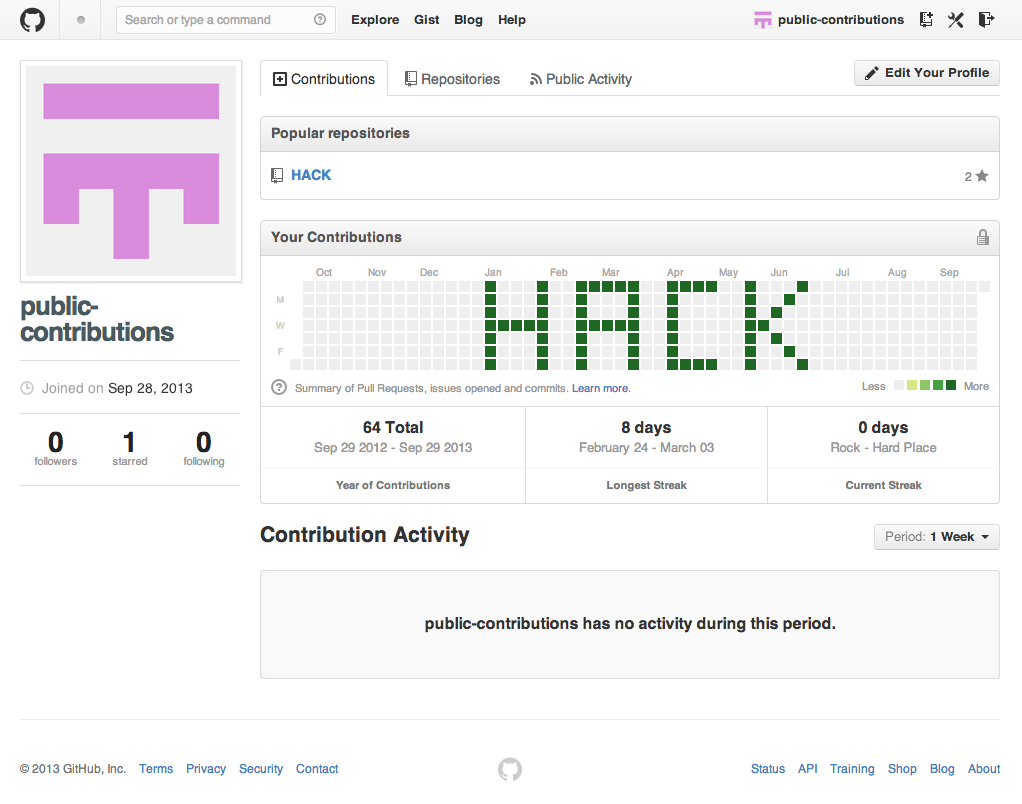 Search or type a command
Explore Gist Blog Help
public-contributions
Contributions Repositories Public Activity
Edit Your Profile
public-
contributions
Joined on Sep 28, 2013
0 1 0
followers starred following
Popular repositories
HACK 2
Your Contributions
Oct Nov Dec Jan Feb Mar Apr May Jun Jul Aug Sep
M
W
F
HACK
? Summary of Pull Requests, issues opened and commits. Learn more.
Less More
64 Total 8 days 0 days
Sep 29 2012 - Sep 29 2013 February 24 - March 03 Rock - Hard Place
Year of Contributions Longest Streak Current Streak
Contribution Activity
Period: 1 Week
public-contributions has no activity during this period.
© 2013 GitHub, Inc. Terms Privacy Security Contact
Status API Training Shop Blog About